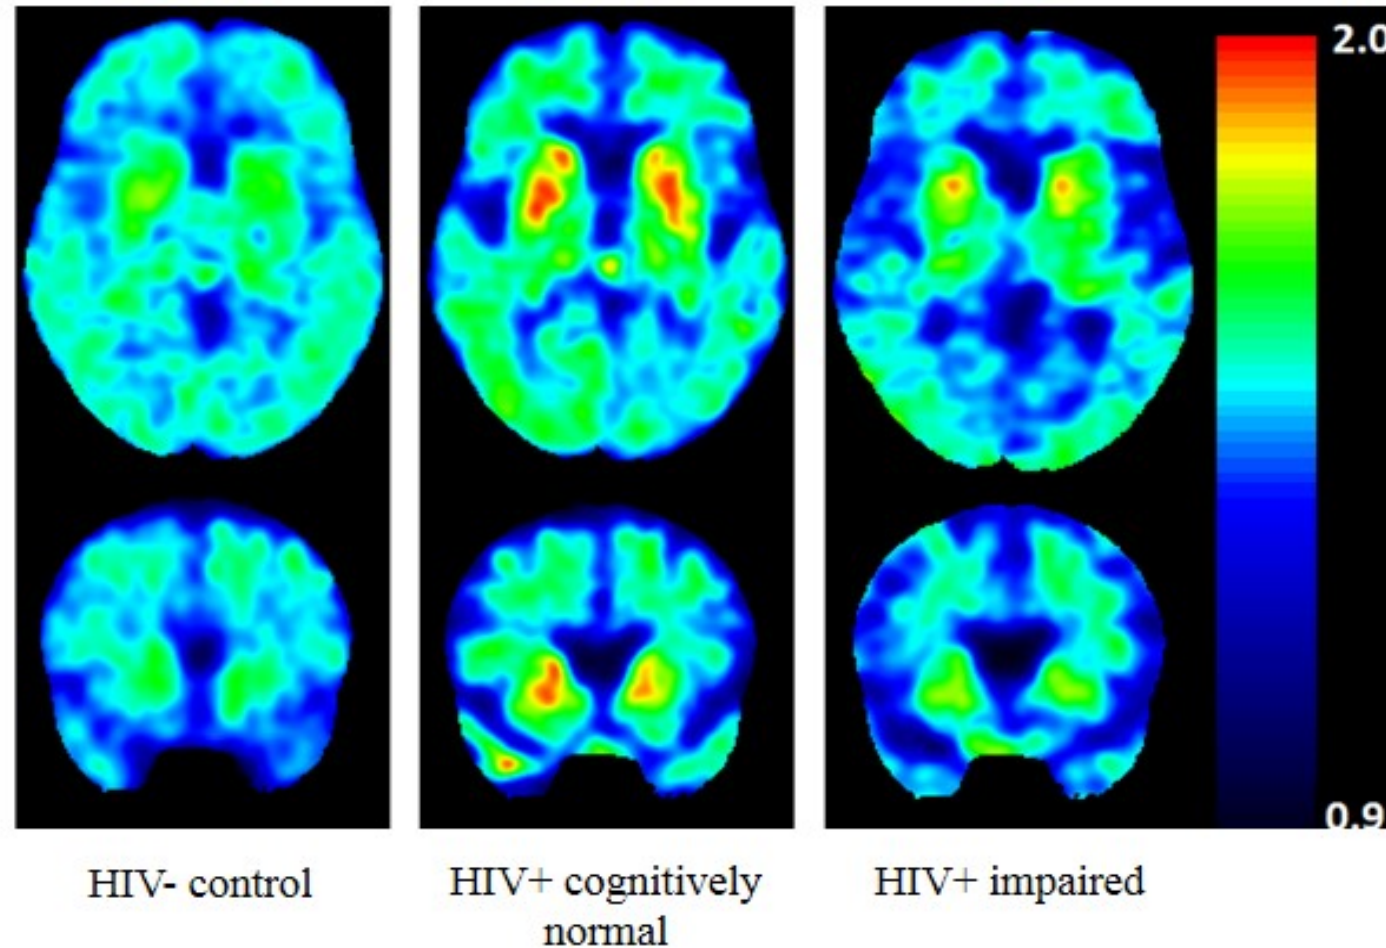 2.0
0.9
HIV- control
HIV+ cognitively
normal
HIV+ impaired